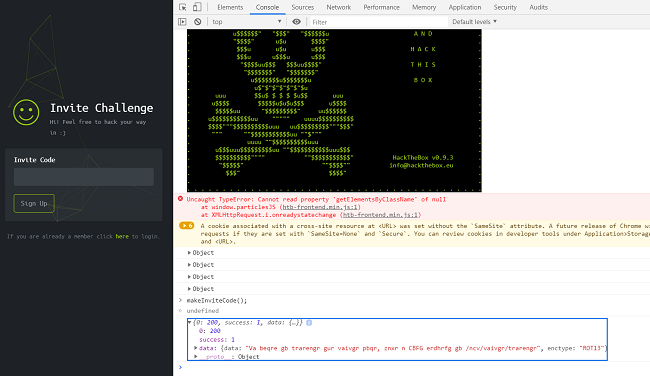 Elements Console Sources Network Performance Memory Application Security Audits
top Filter Default levels ▾
A N D
H A C K
T H I S
B O X
HackTheBox v0.9.3
info@hackthebox.eu
Invite Challenge
Hi! Feel free to hack your way
in :)
Invite Code
Sign Up
If you are already a member click here to login.
Uncaught TypeError: Cannot read property 'getElementsByClassName' of null
at window.particlesJS (htb-frontend.min.js:1)
at XMLHttpRequest.i.onreadystatechange (htb-frontend.min.js:1)
6 A cookie associated with a cross-site resource at <URL> was set without the `SameSite` attribute. A future release of Chrome
requests if they are set with `SameSite=None` and `Secure`. You can review cookies in developer tools under Application>Storage
and <URL>.
Object
Object
Object
Object
makeInviteCode();
undefined
{0: 200, success: 1, data: {…}}
0: 200
success: 1
data: {data: "Va beqre gb trarengr gur vaivgr pbqr, cnxr n CBFG erdhrfg gb /ncv/vaivgr/trarengr", enctype: "ROT13"}
__proto__: Object